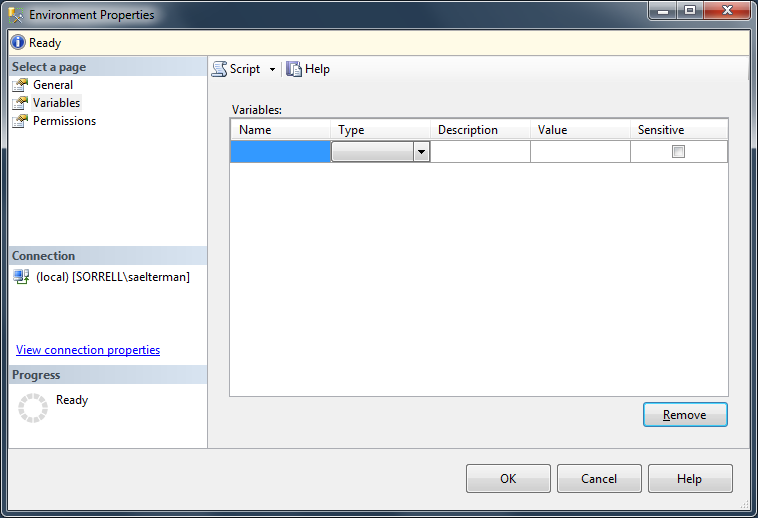 Environment Properties
Ready
Select a page
General
Variables
Permissions
Script
Help
Variables:
Name Type Description Value Sensitive
Connection
(local) [SORRELL\saelterman]
View connection properties
Progress
Ready
Remove
OK Cancel Help